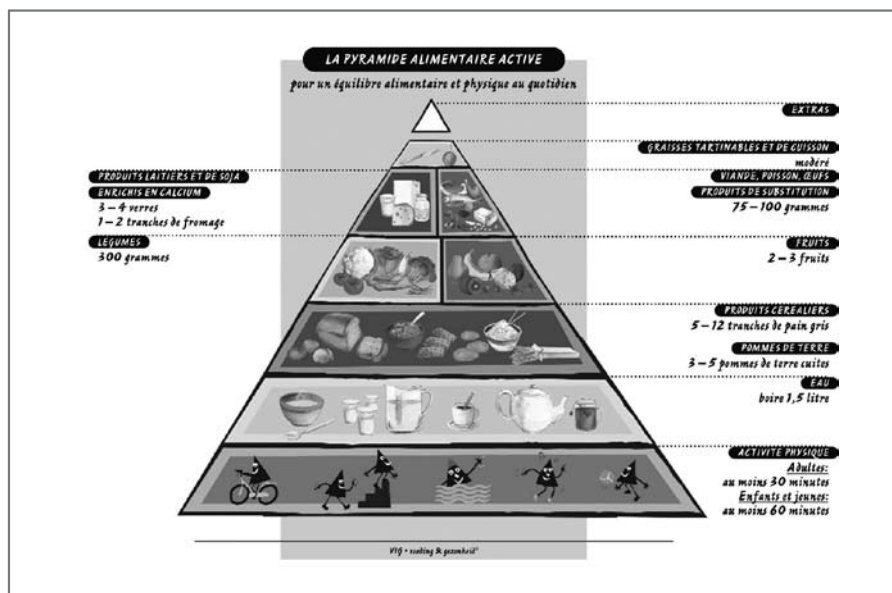 LA PYRAMIDE ALIMENTAIRE ACTIVE
pour un équilibre alimentaire et physique au quotidien
EXTRAS
GRAISSES TARTINABLES ET DE CUISSON
modéré
PRODUITS LAITIERS ET DE SOJA
ENRICHIS EN CALCIUM
3 – 4 verres
1 – 2 tranches de fromage
VIANDE, POISSON, ŒUFS
PRODUITS DE SUBSTITUTION
75 – 100 grammes
LÉGUMES
300 grammes
FRUITS
2 – 3 fruits
PRODUITS CÉRÉALIERS
5 – 12 tranches de pain gris
POMMES DE TERRE
3 – 5 pommes de terre cuites
EAU
boire 1,5 litre
ACTIVITÉ PHYSIQUE
Adultes:
au moins 30 minutes
Enfants et jeunes:
au moins 60 minutes
VIG • voeding & gezondheid